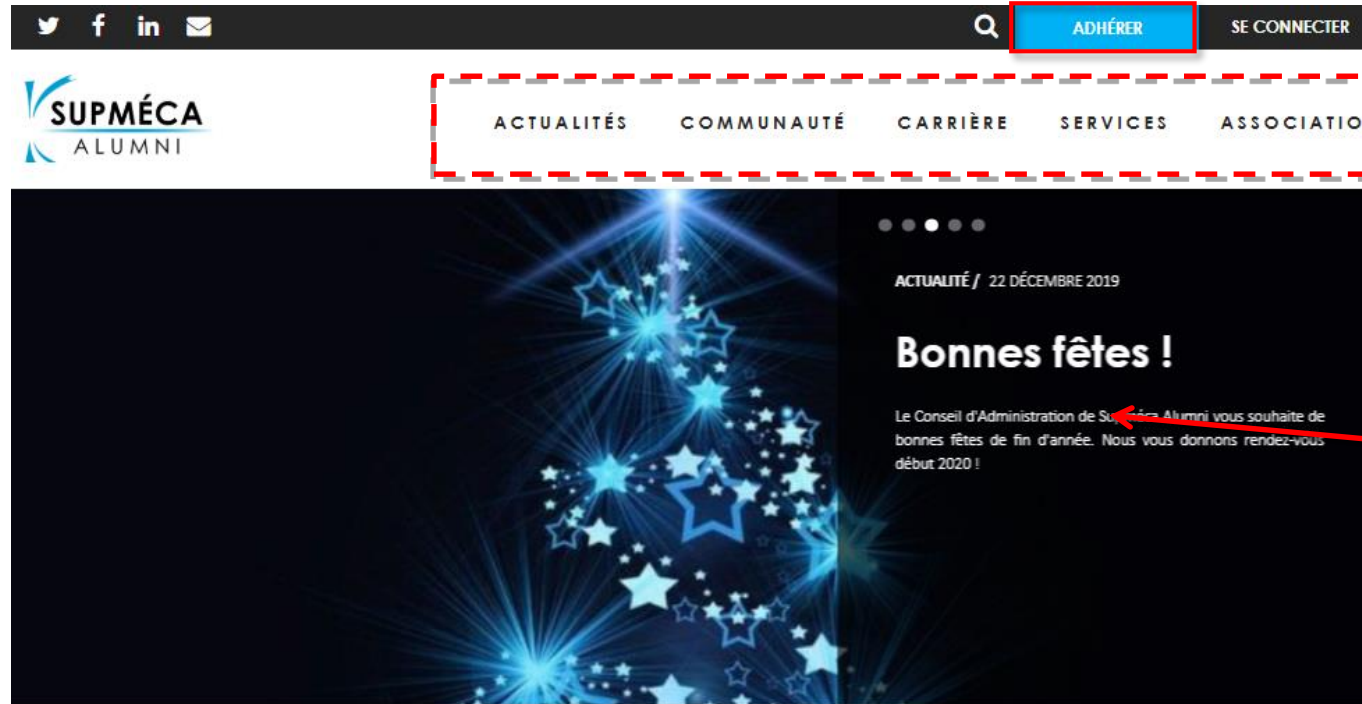 ADHÉRER
SE CONNECTER
SUPMÉCA
ALUMNI
ACTUALITÉS COMMUNAUTÉ CARRIÈRE SERVICES ASSOCIATIO
ACTUALITÉ / 22 DÉCEMBRE 2019
Bonnes fêtes !
Le Conseil d'Administration de Supméca Alumni vous souhaite de
bonnes fêtes de fin d'année. Nous vous donnons rendez-vous
début 2020 !